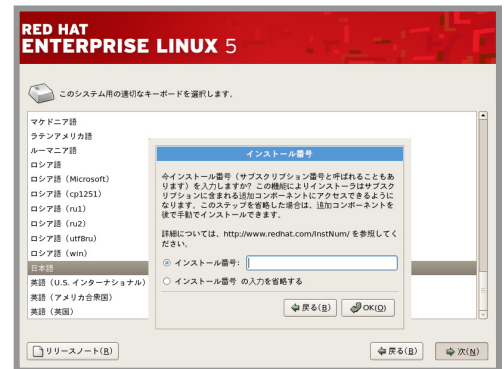 RED HAT
ENTERPRISE LINUX 5
このシステム用の適切なキーボードを選択します。
マケドニア語
ラテンアメリカ語
ルーマニア語
ロシア語
ロシア語 (Microsoft)
ロシア語 (cp1251)
ロシア語 (ru1)
ロシア語 (ru2)
ロシア語 (utf8ru)
ロシア語 (win)
日本語
英語 (U.S. インターナショナル)
英語 (アメリカ合衆国)
英語 (英国)
インストール番号
今インストール番号 (サブスクリプション番号と呼ばれることもあ
ります) を入力しますか? この機能によりインストーラはサブスク
リプションに含まれる追加コンポーネントにアクセスできるように
なります。このステップを省略した場合は、追加コンポーネントを
後で手動でインストールできます。
詳細については、http://www.redhat.com/InstNum/ を参照してく
ださい。
インストール番号:
インストール番号 の入力を省略する
戻る(B)
OK(O)
リリースノート(R)
戻る(B)
次(N)